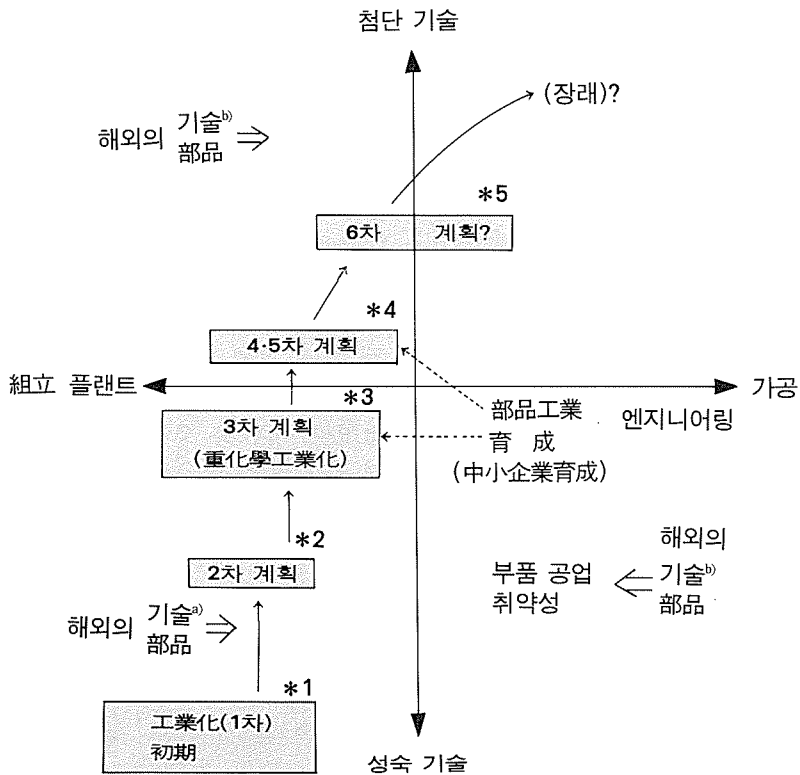 첨단 기술
(장래)?
해외의 기술b)
部品
*5
6차 계획?
*4
4·5차 계획
組立 플랜트
가공
*3
3차 계획
(重化學工業化)
部品工業
育 成
(中小企業育成)
엔지니어링
*2
2차 계획
해외의
부품 공업
취약성
기술b)
部品
해외의 기술a)
部品
*1
工業化(1차)
初期
성숙 기술